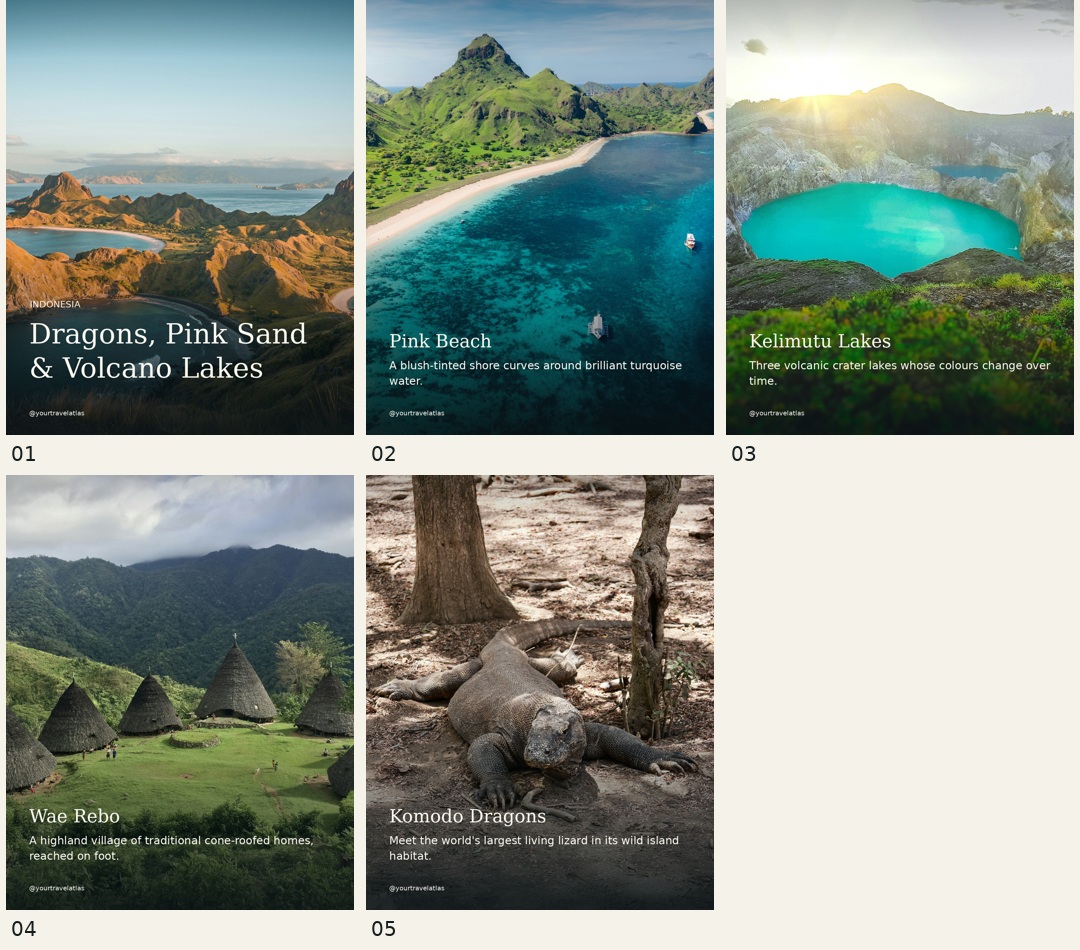 INDONESIA
Dragons, Pink Sand
& Volcano Lakes
@yourtravelatlas
01
Pink Beach
A blush-tinted shore curves around brilliant turquoise
water.
@yourtravelatlas
02
Kelimutu Lakes
Three volcanic crater lakes whose colours change over
time.
@yourtravelatlas
03
Wae Rebo
A highland village of traditional cone-roofed homes,
reached on foot.
@yourtravelatlas
04
Komodo Dragons
Meet the world's largest living lizard in its wild island
habitat.
@yourtravelatlas
05